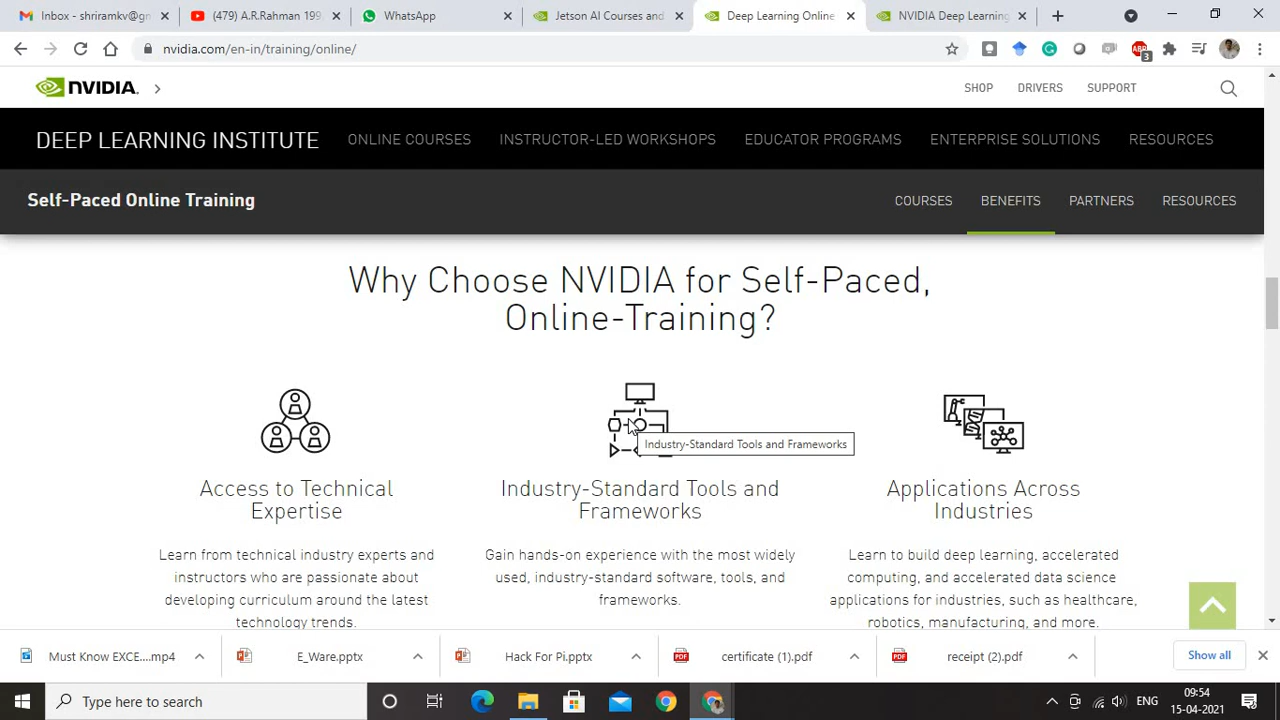 Inbox - shriramkv@gn
(479) A.R.Rahman 199
WhatsApp
Jetson AI Courses and
Deep Learning Online
NVIDIA Deep Learning
nvidia.com/en-in/training/online/
ABP
3
NVIDIA.
SHOP
DRIVERS
SUPPORT
DEEP LEARNING INSTITUTE
ONLINE COURSES
INSTRUCTOR-LED WORKSHOPS
EDUCATOR PROGRAMS
ENTERPRISE SOLUTIONS
RESOURCES
Self-Paced Online Training
COURSES
BENEFITS
PARTNERS
RESOURCES
Why Choose NVIDIA for Self-Paced,
Online-Training?
Industry-Standard Tools and Frameworks
Access to Technical
Expertise
Learn from technical industry experts and
instructors who are passionate about
developing curriculum around the latest
technology trends.
Industry-Standard Tools and
Frameworks
Gain hands-on experience with the most widely
used, industry-standard software, tools, and
frameworks.
Applications Across
Industries
Learn to build deep learning, accelerated
computing, and accelerated data science
applications for industries, such as healthcare,
robotics, manufacturing, and more.
Must Know EXCE....mp4
E_Ware.pptx
Hack For Pi.pptx
certificate (1).pdf
receipt (2).pdf
Show all
Type here to search
ENG
09:54
15-04-2021